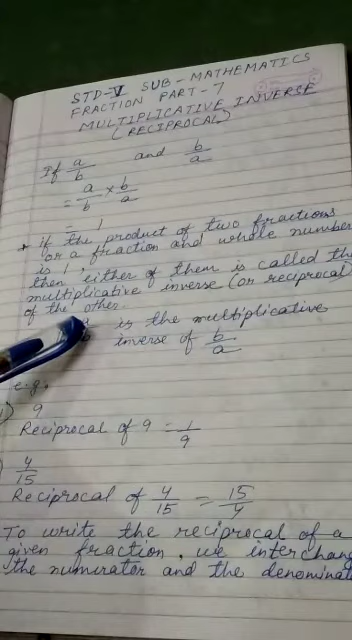 STD-V SUB-MATHEMATICS
FRACTION PART-7
MULTIPLICATIVE INVERSE
(RECIPROCAL)
If a/b and b/a
= a/b × b/a
= 1
* If the product of two fractions
or a fraction and whole number
is 1,
then either of them is called the
multiplicative inverse (or reciprocal)
of the other.
a/b is the multiplicative
inverse of b/a
e.g.
1) 9
Reciprocal of 9 = 1/9
) 4/15
Reciprocal of 4/15 = 15/4
To write the reciprocal of a
given fraction, we interchan
the numirator and the denominat